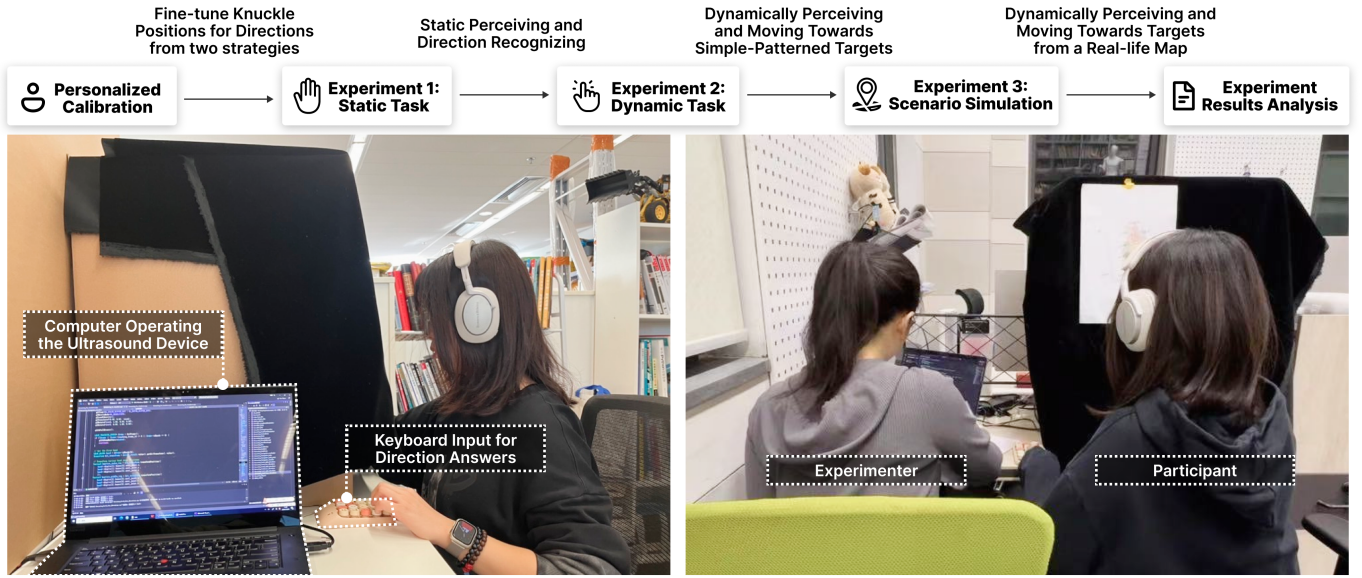 Fine-tune Knuckle
Positions for Directions
from two strategies
Static Perceiving and
Direction Recognizing
Dynamically Perceiving
and Moving Towards
Simple-Patterned Targets
Dynamically Perceiving and
Moving Towards Targets
from a Real-life Map
Personalized
Calibration
Experiment 1:
Static Task
Experiment 2:
Dynamic Task
Experiment 3:
Scenario Simulation
Experiment
Results Analysis
Computer Operating
the Ultrasound Device
Keyboard Input for
Direction Answers
Experimenter
Participant